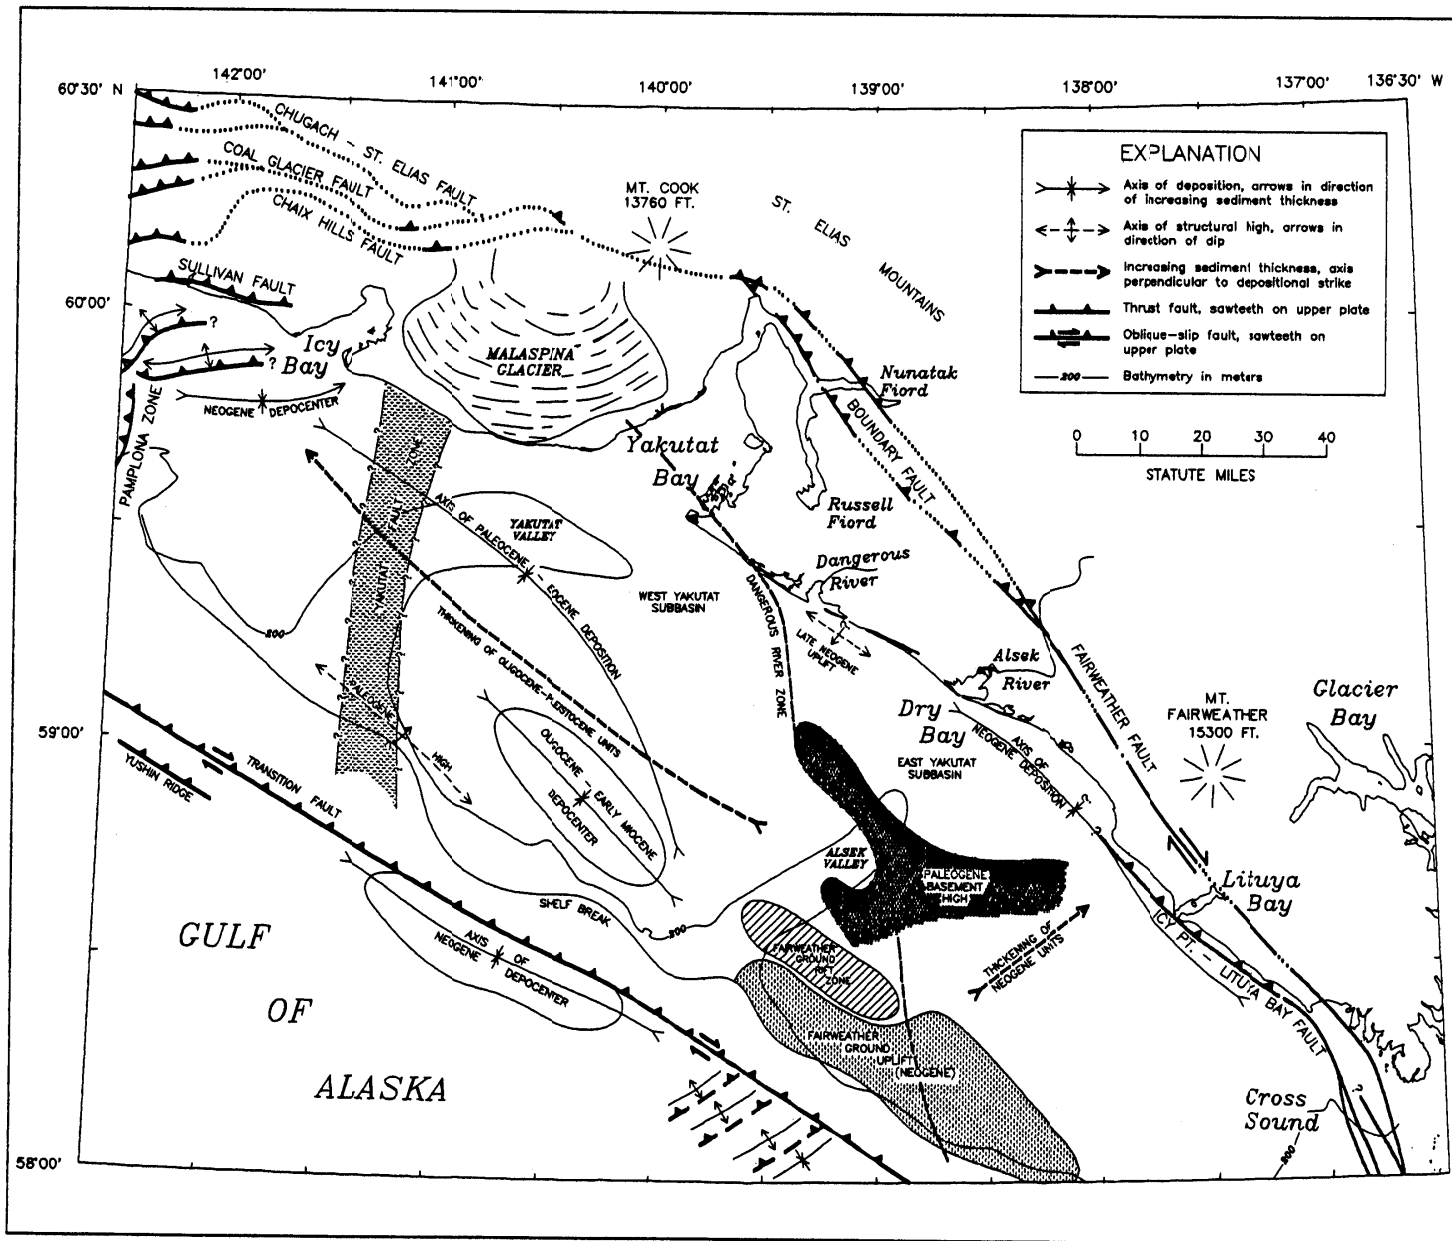 142°00'
141°00'
140°00'
139°00'
138°00'
137°00'
136°30' W
60°30' N
60°00'
59°00'
58°00'
EXPLANATION
Axis of deposition, arrows in direction
of increasing sediment thickness
Axis of structural high, arrows in
direction of dip
Increasing sediment thickness, axis
perpendicular to depositional strike
Thrust fault, sawteeth on upper plate
Oblique-slip fault, sawteeth on
upper plate
200
Bathymetry in meters
0 10 20 30 40
STATUTE MILES
CHUGACH - ST. ELIAS FAULT
COAL GLACIER FAULT
CHAIX HILLS FAULT
SULLIVAN FAULT
MT. COOK
13760 FT.
ST. ELIAS
MOUNTAINS
Icy
Bay
MALASPINA
GLACIER
NEOGENE DEPOCENTER
PAMPLONA ZONE
Nunatak
Fiord
BOUNDARY FAULT
Yakutat
Bay
Russell
Fiord
YAKUTAT FAULT ZONE
AXIS OF PALEOCENE - EOCENE DEPOSITION
YAKUTAT
VALLEY
Dangerous
River
WEST YAKUTAT
SUBBASIN
DANGEROUS RIVER ZONE
LATE NEOGENE
UPLIFT
THICKENING OF OLIGOCENE-PLEISTOCENE UNITS
200
PALEOGENE HIGH
OLIGOCENE - EARLY MIOCENE
DEPOCENTER
Alsek
River
FAIRWEATHER FAULT
MT.
FAIRWEATHER
15300 FT.
Glacier
Bay
Dry
Bay
AXIS OF
NEOGENE DEPOSITION
EAST YAKUTAT
SUBBASIN
YUSHIN RIDGE
TRANSITION FAULT
ALSEK
VALLEY
PALEOGENE
BASEMENT
HIGH
Lituya
Bay
ICY PT. - LITUYA BAY FAULT
SHELF BREAK
200
AXIS OF
NEOGENE DEPOCENTER
FAIRWEATHER
GROUND
RIFT
ZONE
THICKENING OF
NEOGENE UNITS
FAIRWEATHER
GROUND
UPLIFT
(NEOGENE)
GULF
OF
ALASKA
Cross
Sound
200